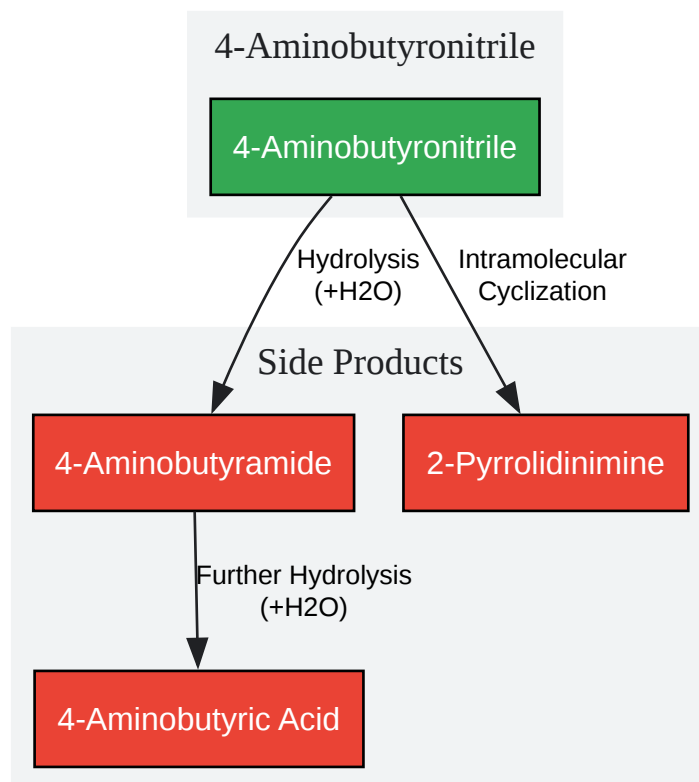 4-Aminobutyronitrile
4-Aminobutyronitrile
Hydrolysis
(+H2O)
Intramolecular
Cyclization
Side Products
4-Aminobutyramide
2-Pyrrolidinimine
Further Hydrolysis
(+H2O)
4-Aminobutyric Acid